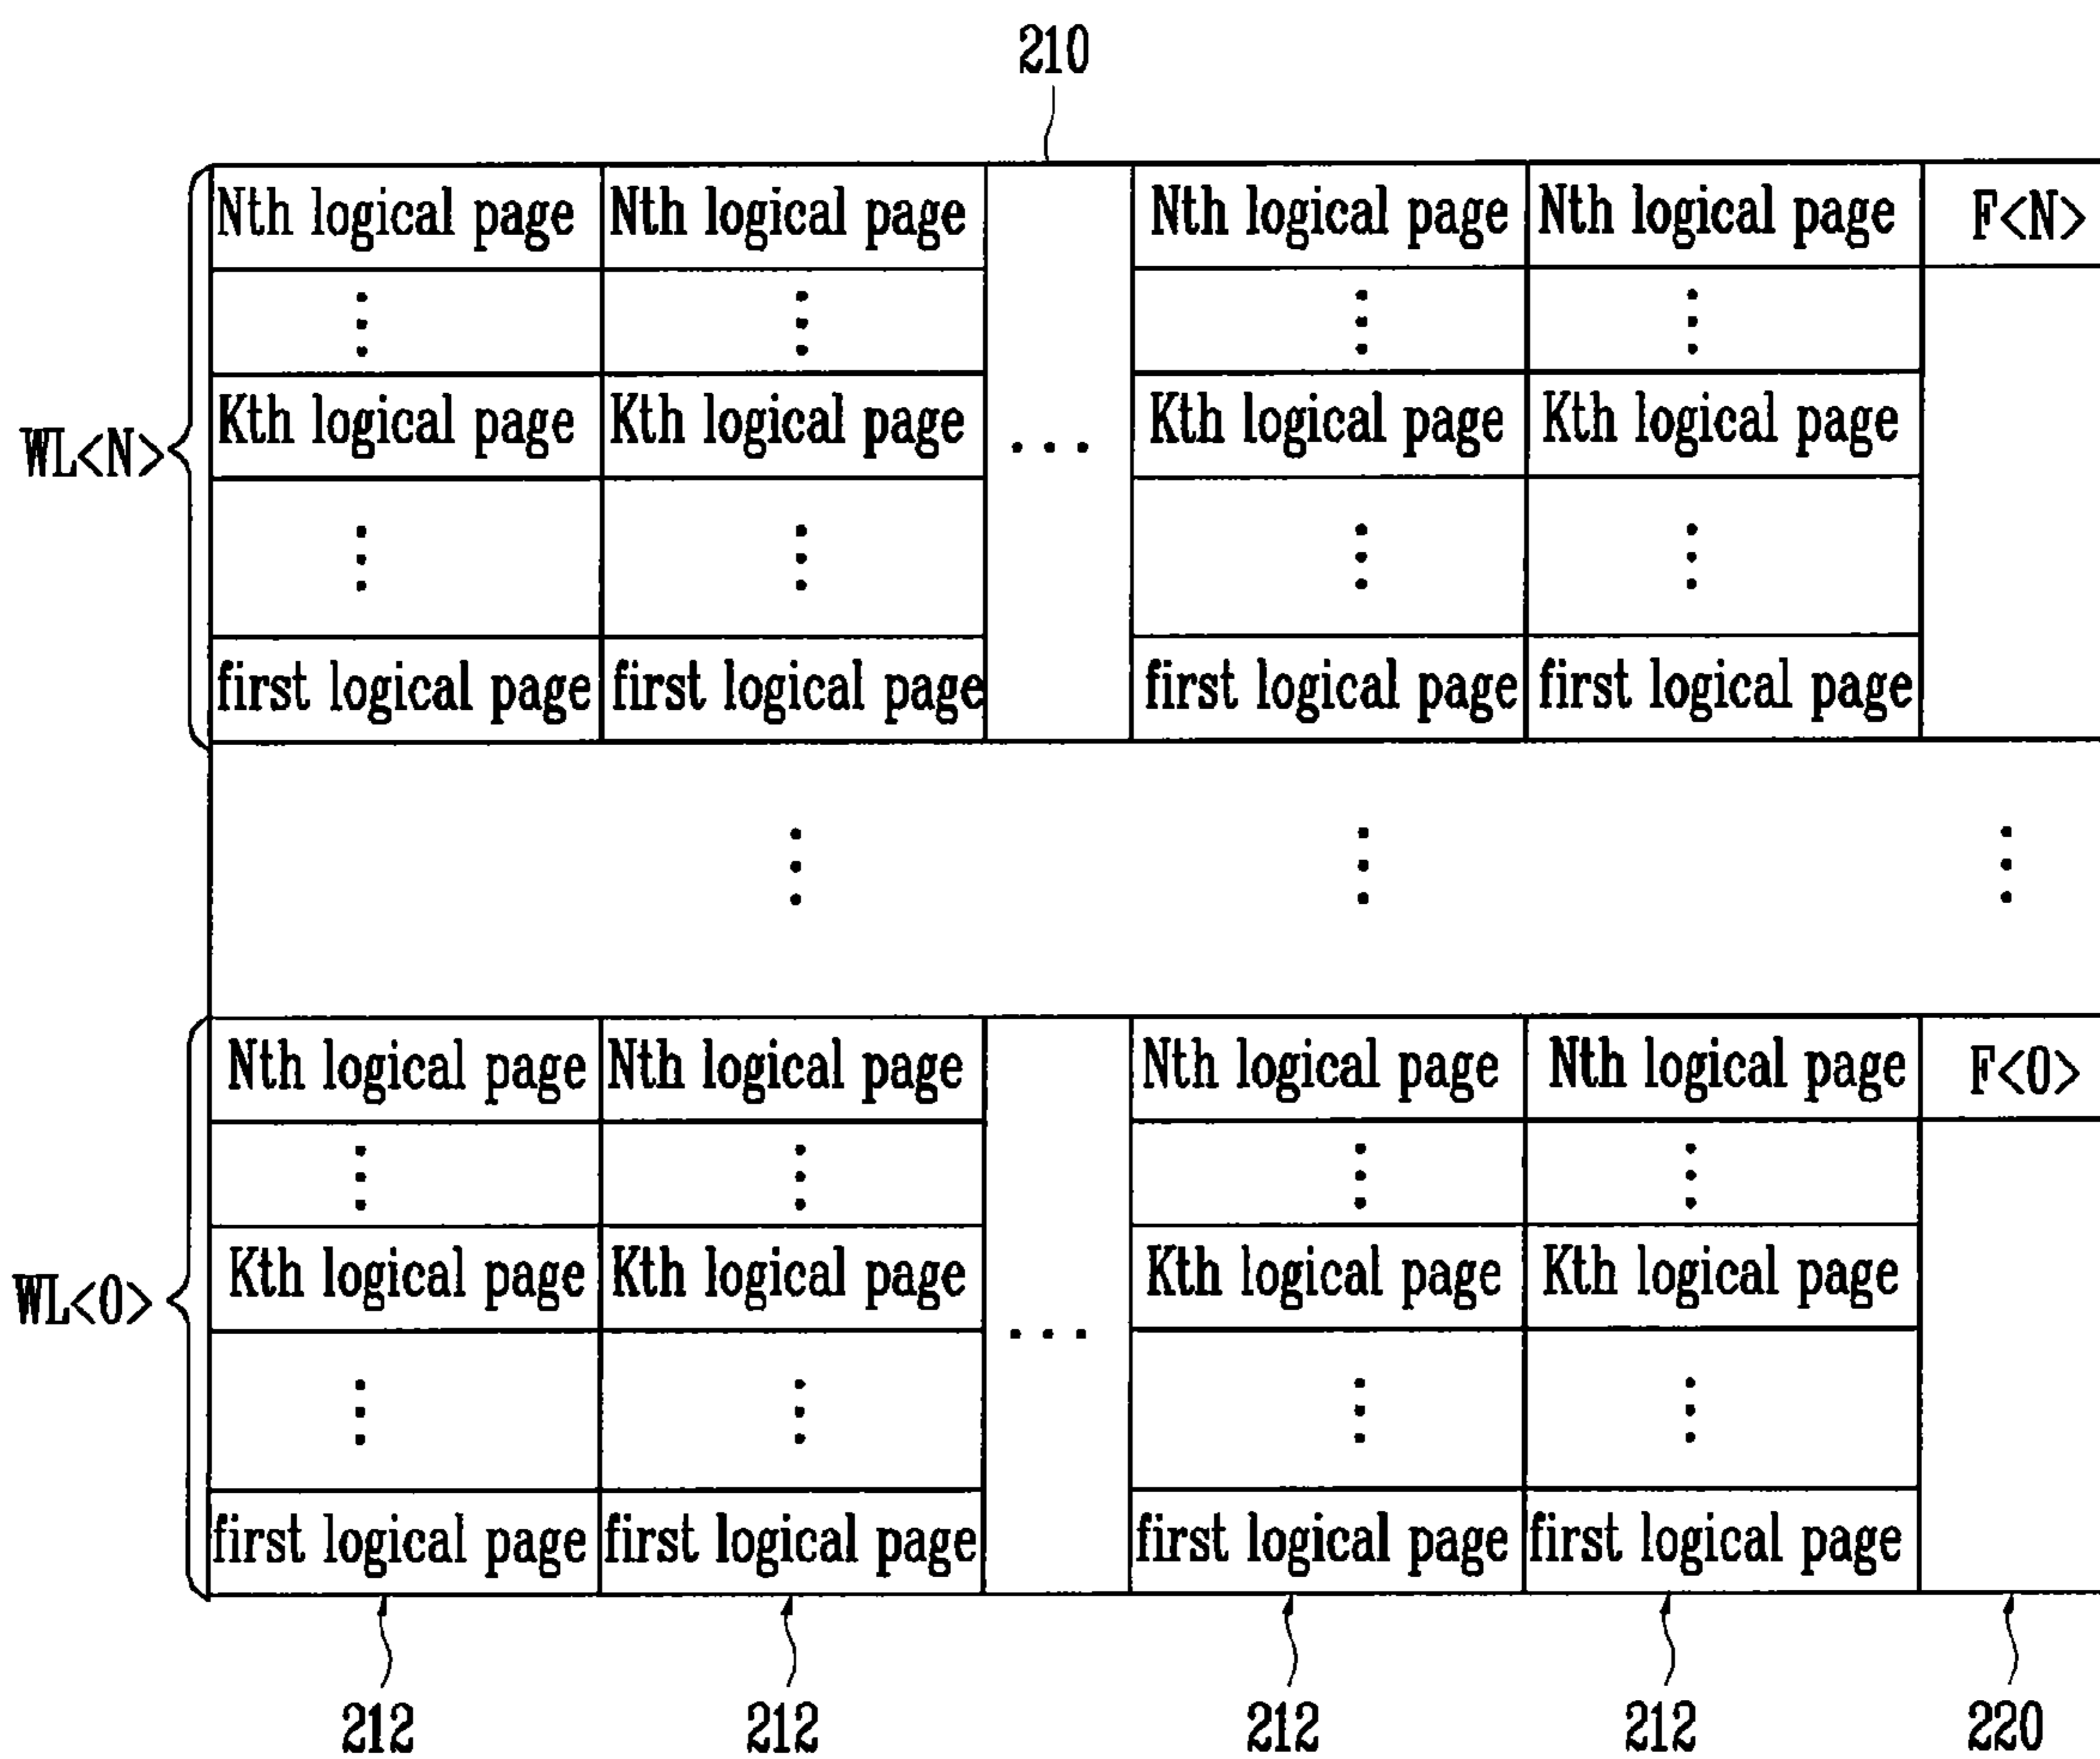 210
Nth logical page Nth logical page Nth logical page Nth logical page F<N>
WL<N> Kth logical page Kth logical page ... Kth logical page Kth logical page
first logical page first logical page first logical page first logical page
Nth logical page Nth logical page Nth logical page Nth logical page F<0>
WL<0> Kth logical page Kth logical page ... Kth logical page Kth logical page
first logical page first logical page first logical page first logical page
212 212 212 212 220